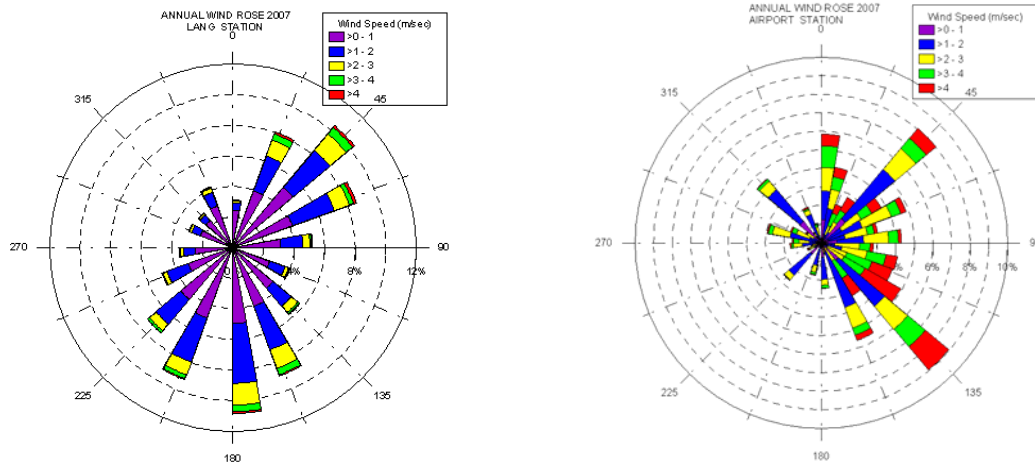 ANNUAL WIND ROSE 2007
LANG STATION
0
Wind Speed (m/sec)
>0 - 1
>1 - 2
>2 - 3
>3 - 4
>4
315
45
270
90
4%
8%
12%
225
135
180
ANNUAL WIND ROSE 2007
AIRPORT STATION
0
Wind Speed (m/sec)
>0 - 1
>1 - 2
>2 - 3
>3 - 4
>4
315
45
270
6%
8%
10%
225
135
180